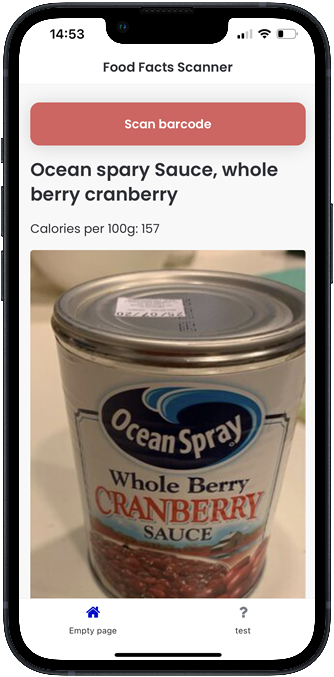 14:53
Food Facts Scanner
Scan barcode
Ocean spary Sauce, whole
berry cranberry
Calories per 100g: 157
Ocean Spray
Whole Berry
CRANBERRY
SAUCE
Empty page
test